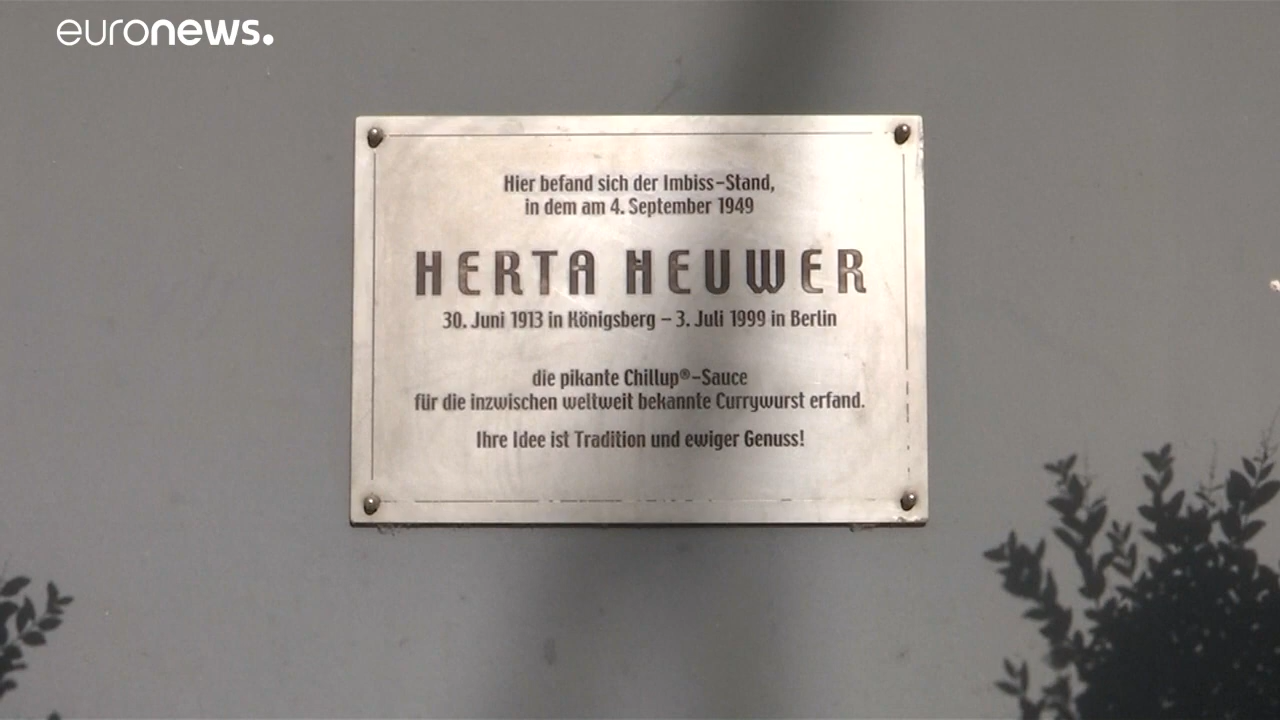 euronews.
Hier befand sich der Imbiss-Stand,
in dem am 4. September 1949
HERTA HEUWER
30. Juni 1913 in Königsberg – 3. Juli 1999 in Berlin
die pikante Chillup®-Sauce
für die inzwischen weltweit bekannte Currywurst erfand.
Ihre Idee ist Tradition und ewiger Genuss!